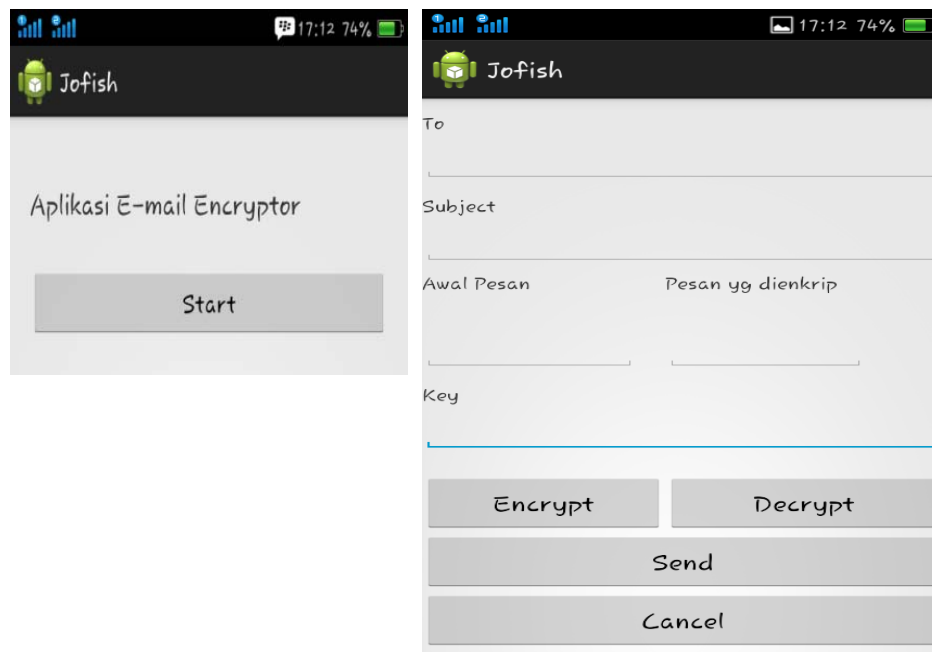 17:12 74%
Jofish
Aplikasi E-mail Encryptor
Start
17:12 74%
Jofish
To
Subject
Awal Pesan Pesan yg dienkrip
Key
Encrypt Decrypt
Send
Cancel